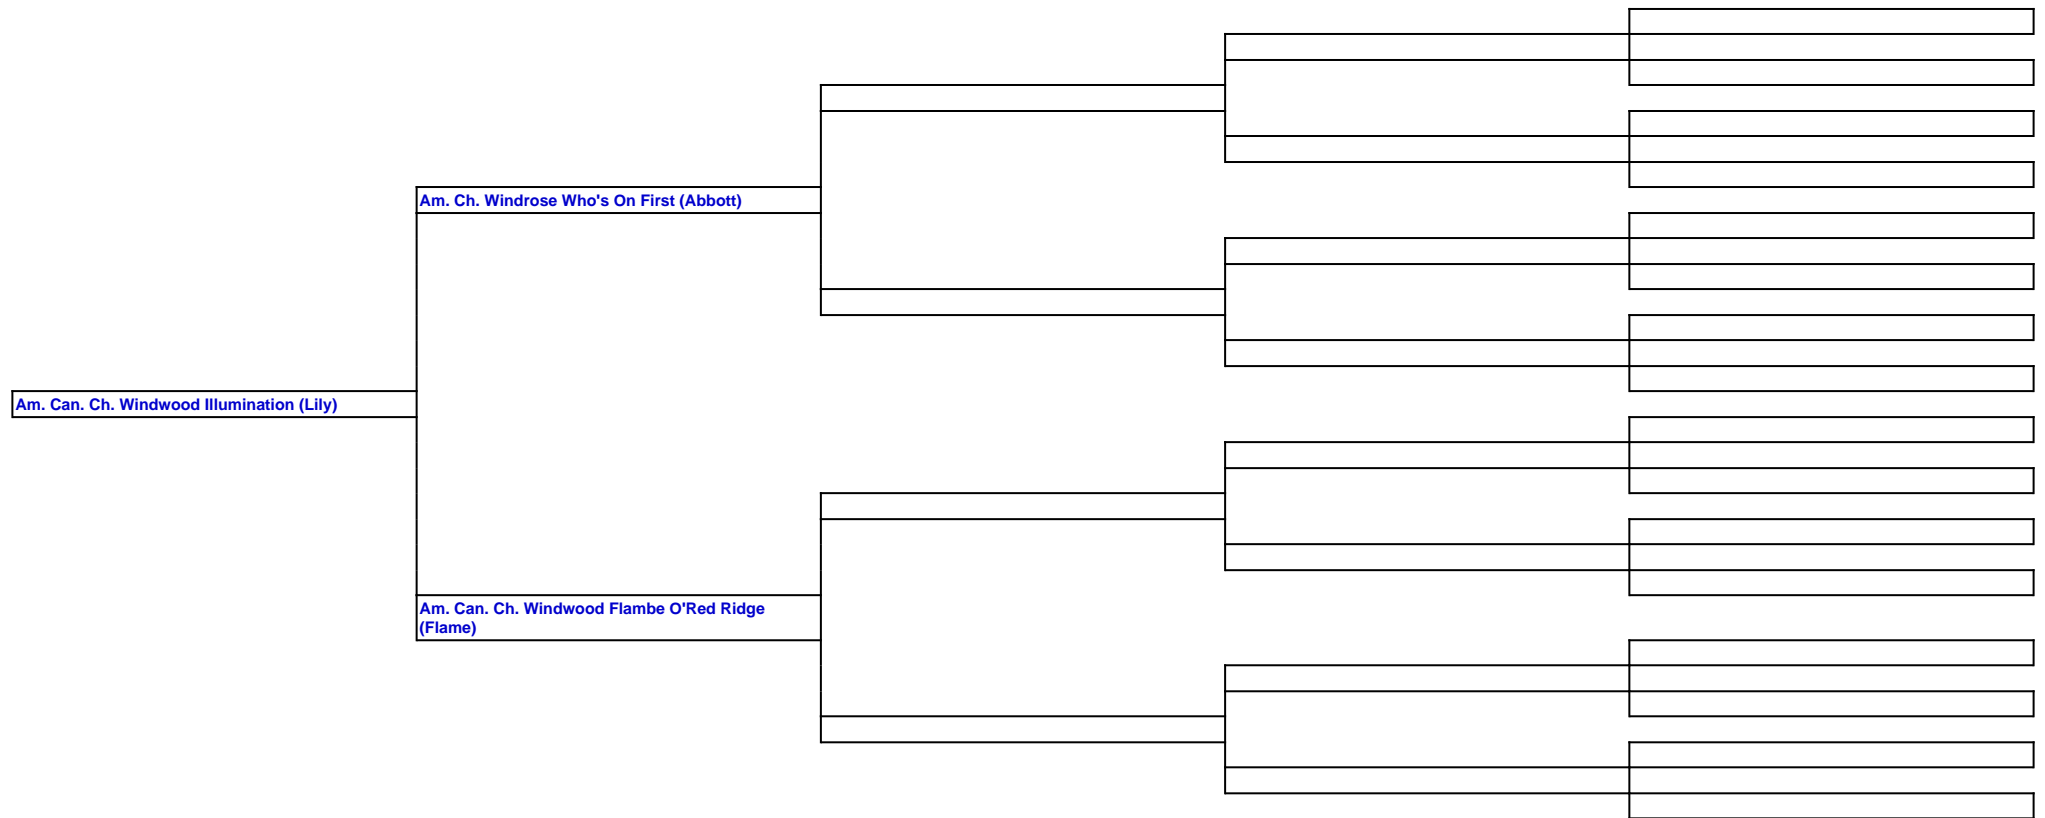 Am. Ch. Windrose Who's On First (Abbott)
Am. Can. Ch. Windwood Illumination (Lily)
Am. Can. Ch. Windwood Flambe O'Red Ridge
(Flame)